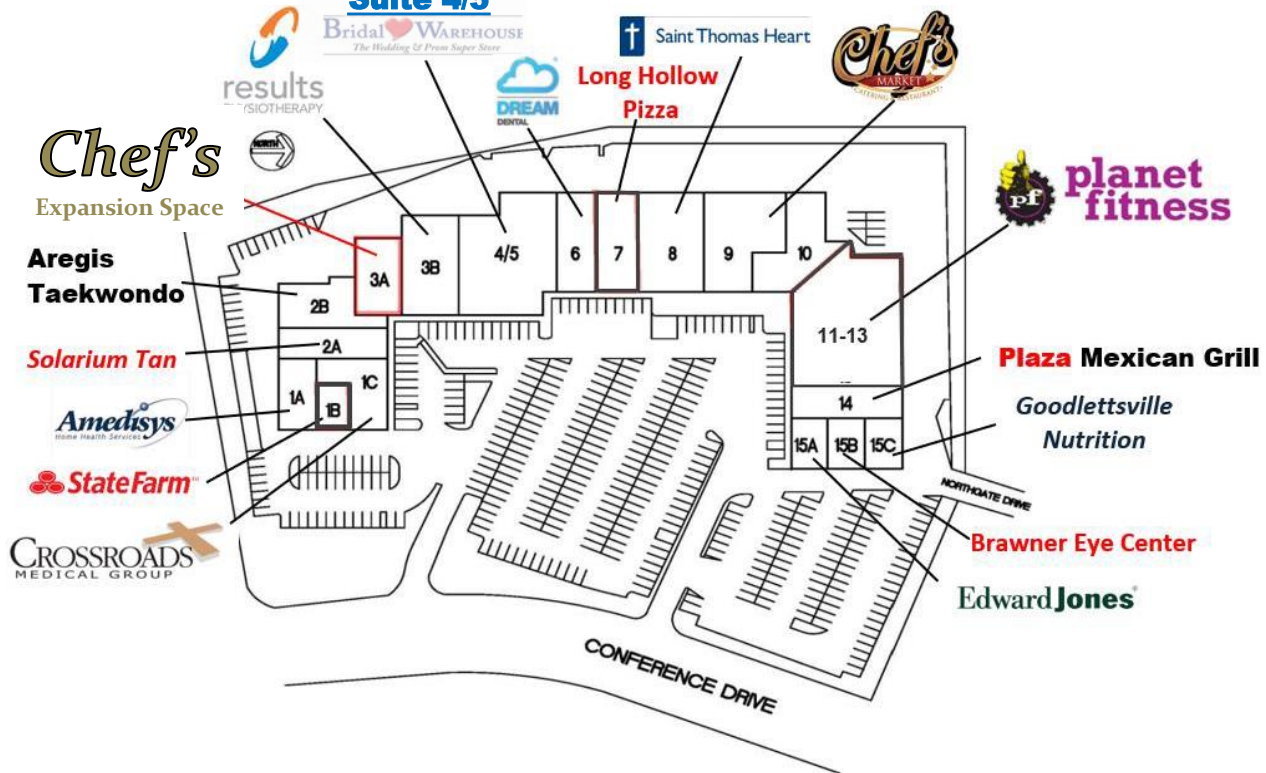 Suite 4/5
Bridal WAREHOUSE
The Wedding & Prom Super Store
results
PHYSIOTHERAPY
DREAM
DENTAL
Long Hollow
Pizza
Saint Thomas Heart
Chef's
MARKET
CATERING & RESTAURANT
Chef's
Expansion Space
NORTH
planet
fitness
pf
Aregis
Taekwondo
Solarium Tan
Amedisys
Home Health Services
StateFarm
CROSSROADS
MEDICAL GROUP
3A
3B
4/5
6
7
8
9
10
2B
2A
1A
1B
1C
11-13
14
15A
15B
15C
Plaza Mexican Grill
Goodlettsville
Nutrition
NORTHGATE DRIVE
Brawner Eye Center
Edward Jones
CONFERENCE DRIVE